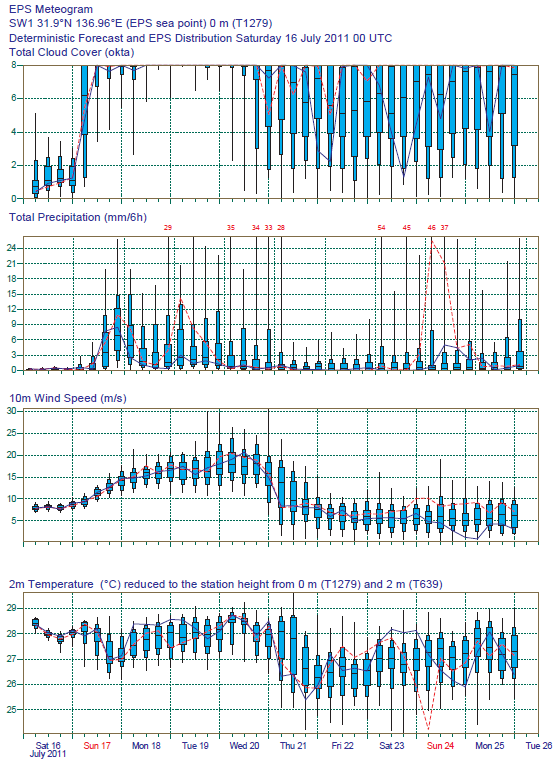 EPS Meteogram
SW1 31.9°N 136.96°E (EPS sea point) 0 m (T1279)
Deterministic Forecast and EPS Distribution Saturday 16 July 2011 00 UTC
Total Cloud Cover (okta)
8
6
4
2
0
Total Precipitation (mm/6h)
29 35 34 33 28 54 45 46 37
24
21
18
15
12
9
6
3
0
10m Wind Speed (m/s)
30
25
20
15
10
5
2m Temperature (°C) reduced to the station height from 0 m (T1279) and 2 m (T639)
29
28
27
26
25
Sat 16 Sun 17 Mon 18 Tue 19 Wed 20 Thu 21 Fri 22 Sat 23 Sun 24 Mon 25 Tue 26
July 2011